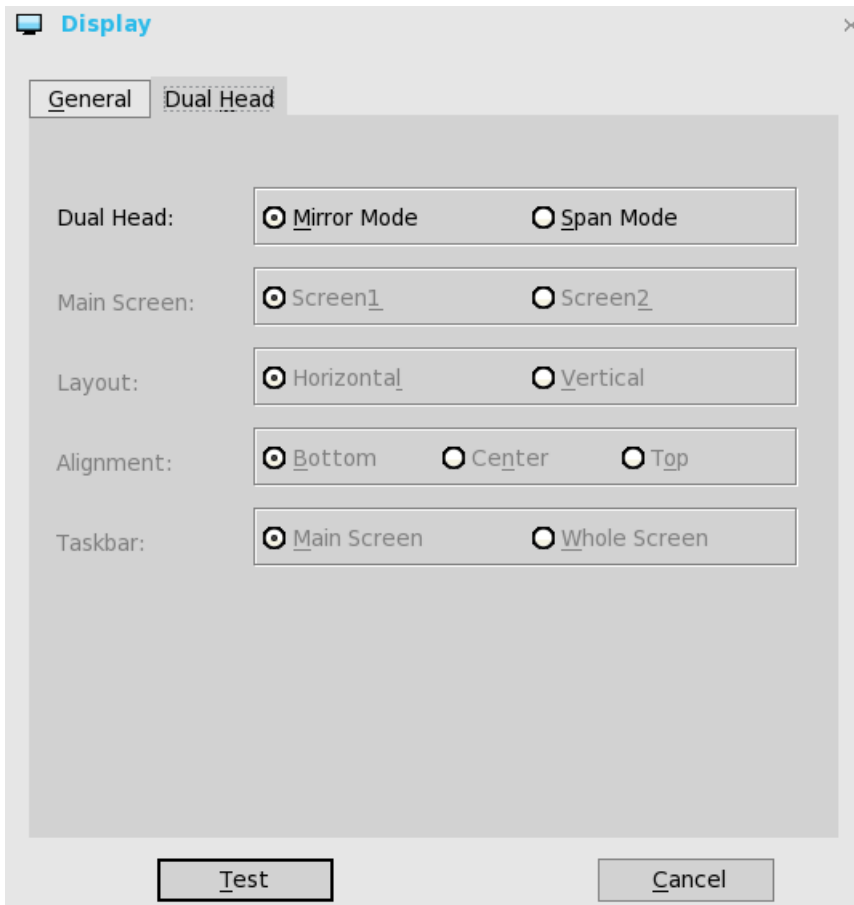 Display
General Dual Head
Dual Head: Mirror Mode Span Mode
Main Screen: Screen1 Screen2
Layout: Horizontal Vertical
Alignment: Bottom Center Top
Taskbar: Main Screen Whole Screen
Test Cancel